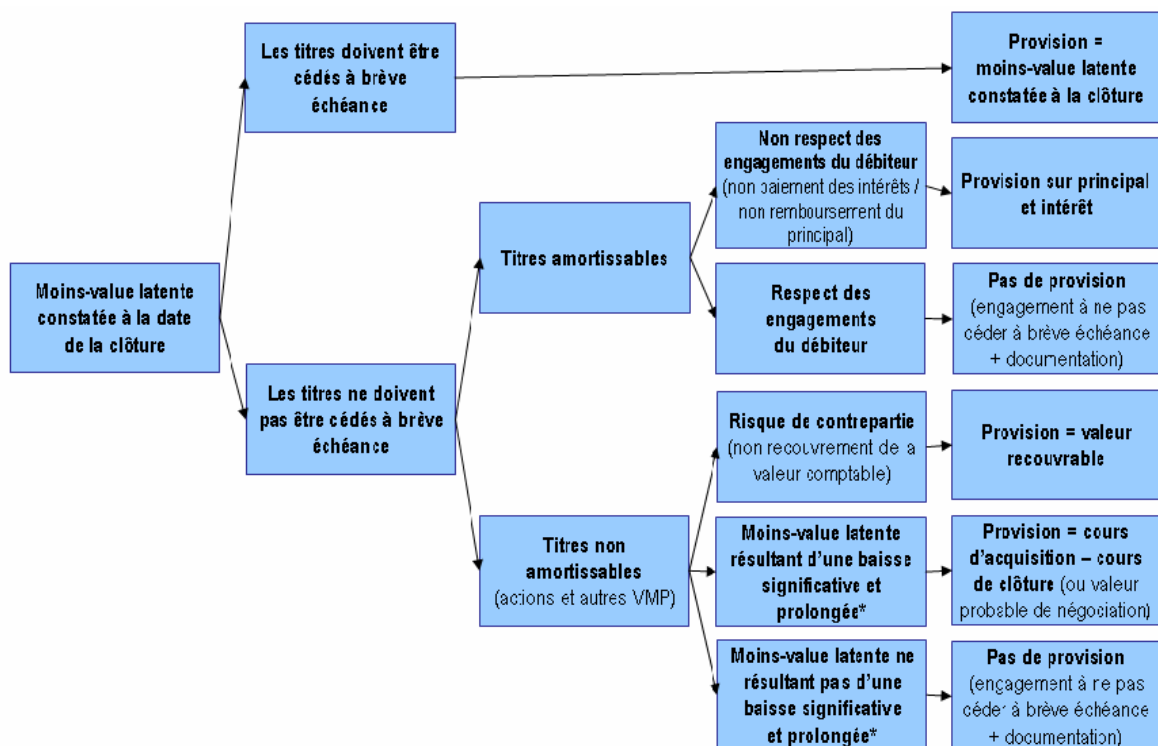 Les titres doivent être
cédés à brève
échéance
Provision =
moins-value latente
constatée à la clôture
Non respect des
engagements du débiteur
(non paiement des intérêts /
non remboursement du
principal)
Provision sur principal
et intérêt
Titres amortissables
Moins-value latente
constatée à la date
de la clôture
Respect des
engagements
du débiteur
Pas de provision
(engagement à ne pas
céder à brève échéance
+ documentation)
Les titres ne doivent
pas être cédés à brève
échéance
Risque de contrepartie
(non recouvrement de a
valeur comptable)
Provision = valeur
recouvrable
Titres non
amortissables
(actions et autres VMP)
Moins-value latente
résultant d'une baisse
significative et
prolongée*
Provision = cours
d'acquisition – cours
de clôture (ou valeur
probable de négociation)
Moins-value latente ne
résultant pas d'une
baisse significative
et prolongée*
Pas de provision
(engagement à ne pas
céder à brève échéance
+ documentation)